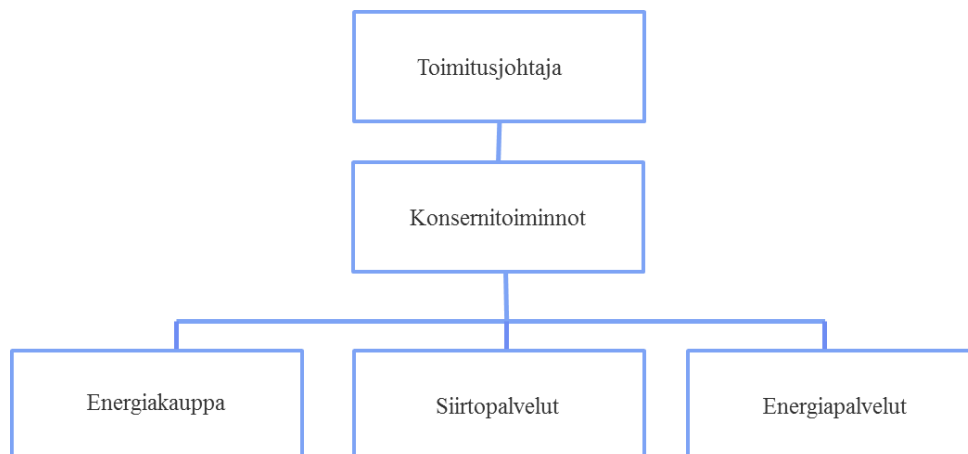 Toimitusjohtaja
Konsernitoiminnot
Energiakauppa
Siirtopalvelut
Energiapalvelut